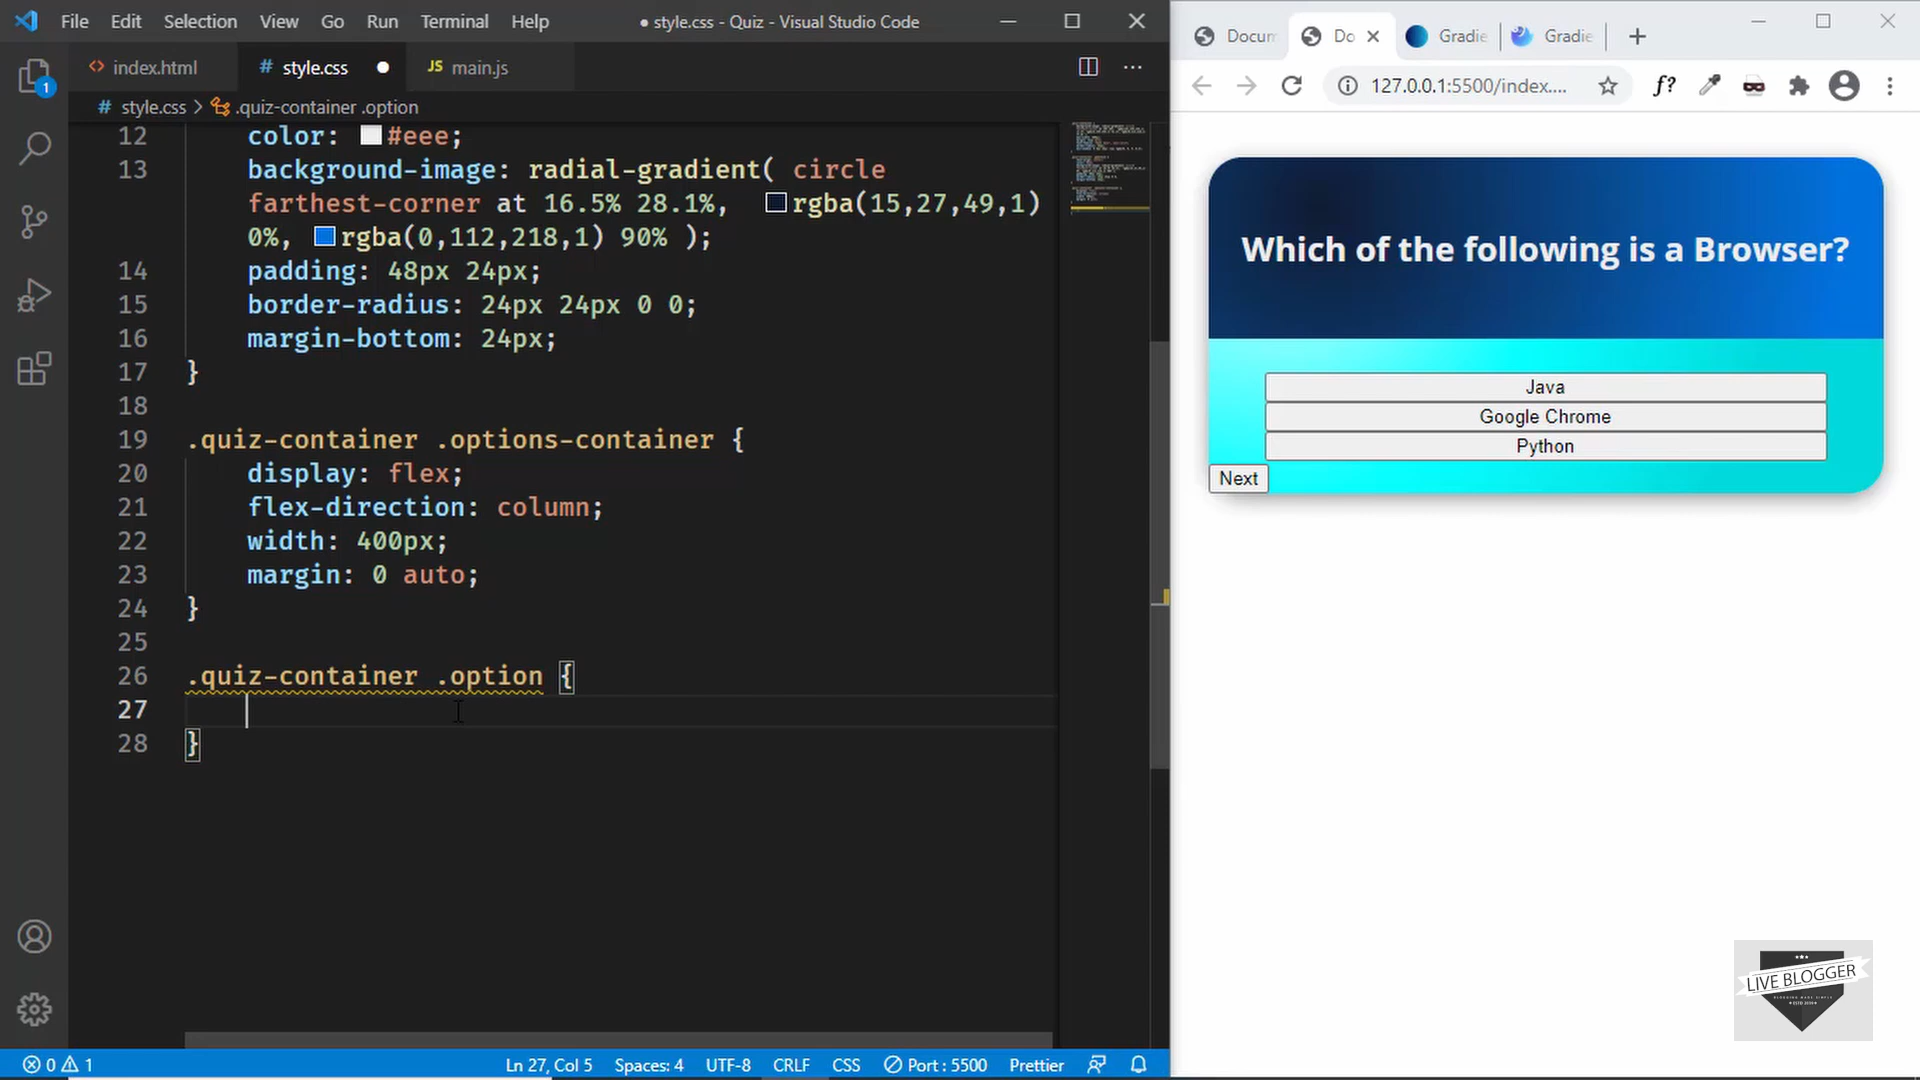 File Edit Selection View Go Run Terminal Help ● style.css - Quiz - Visual Studio Code
index.html # style.css ● JS main.js
# style.css > .quiz-container .option
12 color: #eee;
13 background-image: radial-gradient( circle
farthest-corner at 16.5% 28.1%, rgba(15,27,49,1)
0%, rgba(0,112,218,1) 90% );
14 padding: 48px 24px;
15 border-radius: 24px 24px 0 0;
16 margin-bottom: 24px;
17 }
18
19 .quiz-container .options-container {
20 display: flex;
21 flex-direction: column;
22 width: 400px;
23 margin: 0 auto;
24 }
25
26 .quiz-container .option {
27
28 }
1
0 1 Ln 27, Col 5 Spaces: 4 UTF-8 CRLF CSS Port : 5500 Prettier
Docum Do Gradie Gradie
127.0.0.1:5500/index.... f?
Which of the following is a Browser?
Java
Google Chrome
Python
Next
LIVE BLOGGER